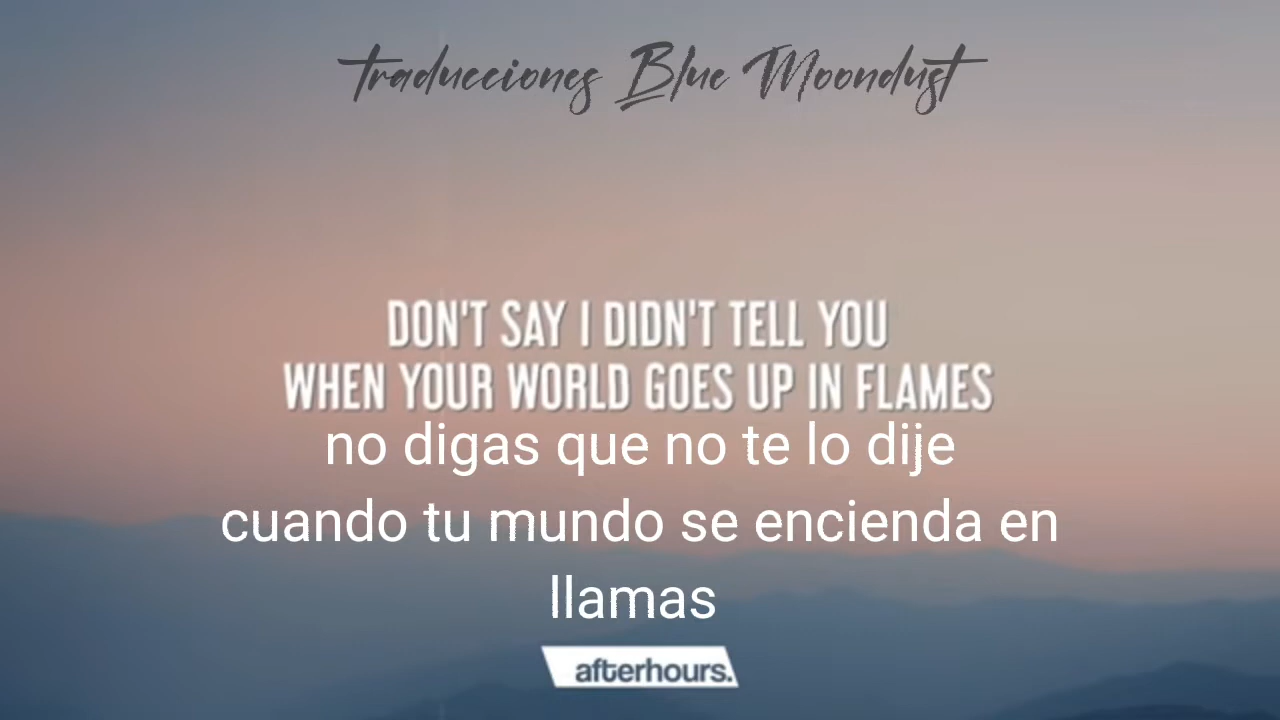 traducciones Blue Moondust
DON'T SAY I DIDN'T TELL YOU
WHEN YOUR WORLD GOES UP IN FLAMES
no digas que no te lo dije
cuando tu mundo se encienda en
llamas
afterhours.